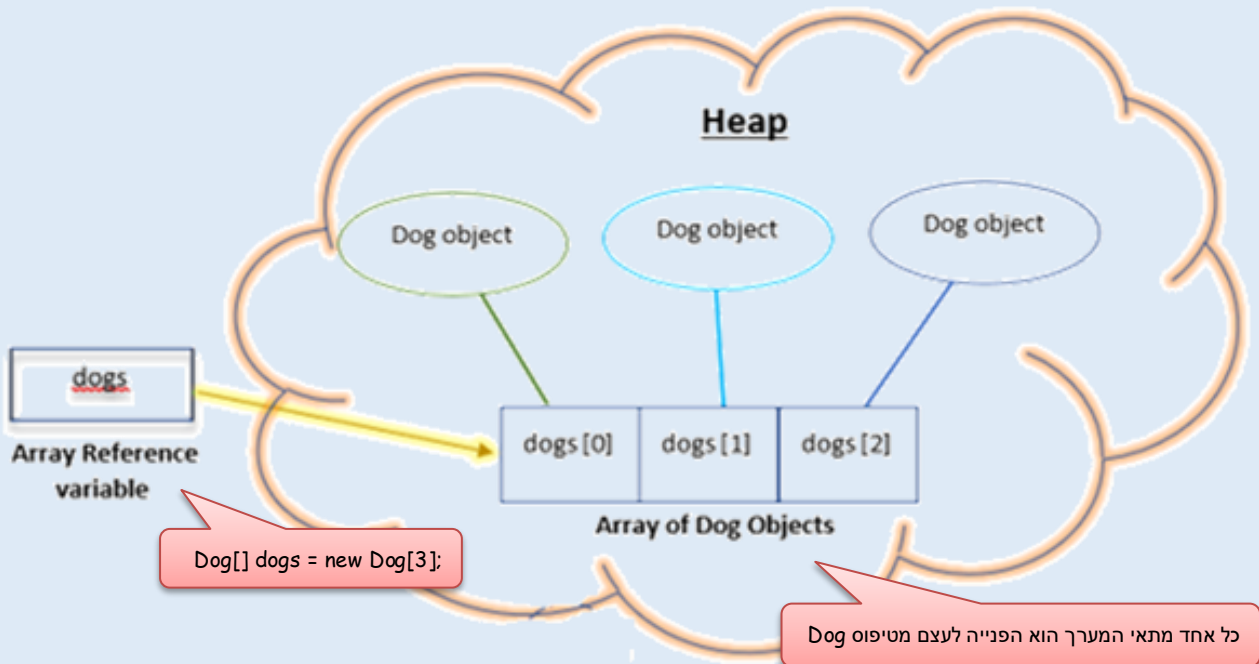 Heap
Dog object
Dog object
Dog object
dogs
Array Reference
variable
dogs [0]
dogs [1]
dogs [2]
Array of Dog Objects
Dog[] dogs = new Dog[3];
כל אחד מתאי המערך הוא הפנייה לעצם מטיפוס Dog